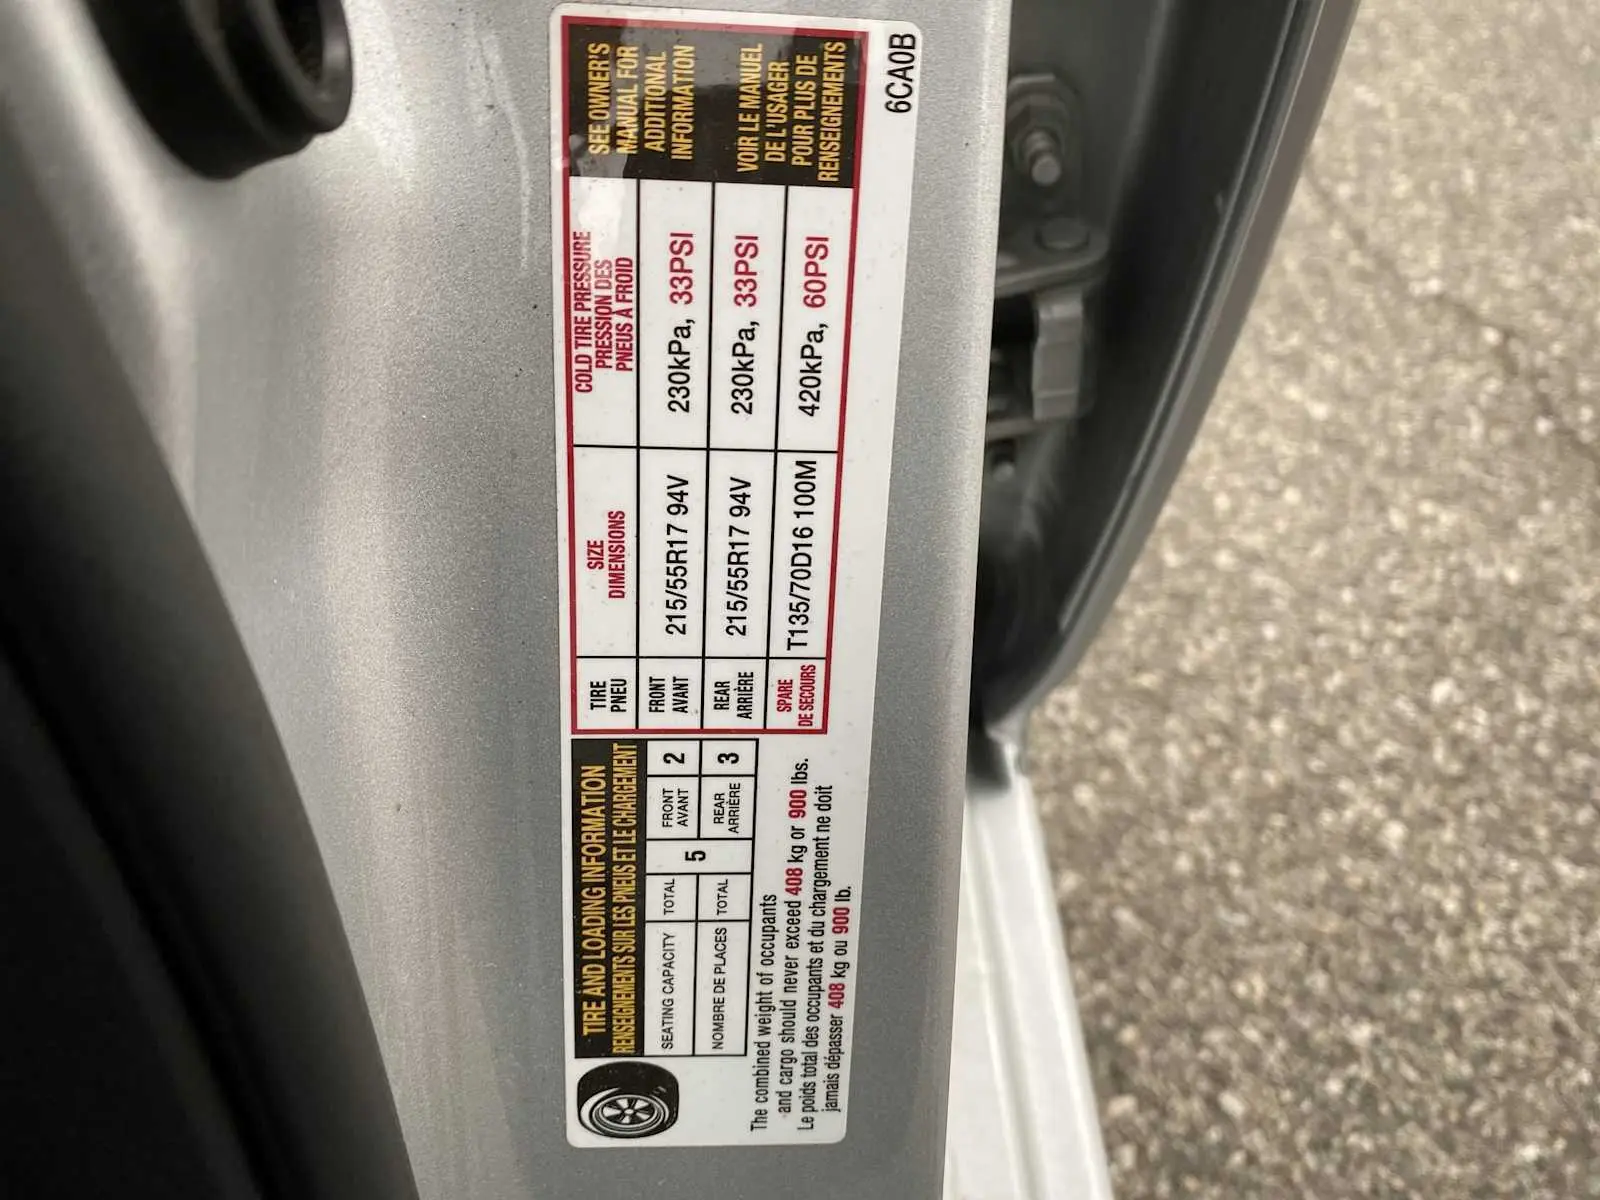 TIRE AND LOADING INFORMATION
RENSEIGNEMENTS SUR LES PNEUS ET LE CHARGEMENT
SEATING CAPACITY TOTAL 5 FRONT 2
AVANT
NOMBRE DE PLACES TOTAL REAR 3
ARRIÈRE
The combined weight of occupants
and cargo should never exceed 408 kg or 900 lbs.
Le poids total des occupants et du chargement ne doit
jamais dépasser 408 kg ou 900 lb.
TIRE
PNEU
SIZE
DIMENSIONS
COLD TIRE PRESSURE
PRESSION DES
PNEUS À FROID
FRONT
AVANT
215/55R17 94V
230kPa, 33PSI
REAR
ARRIÈRE
215/55R17 94V
230kPa, 33PSI
SPARE
DE SECOURS
T135/70D16 100M
420kPa, 60PSI
SEE OWNER'S
MANUAL FOR
ADDITIONAL
INFORMATION
VOIR LE MANUEL
DE L'USAGER
POUR PLUS DE
RENSEIGNEMENTS
6CA0B